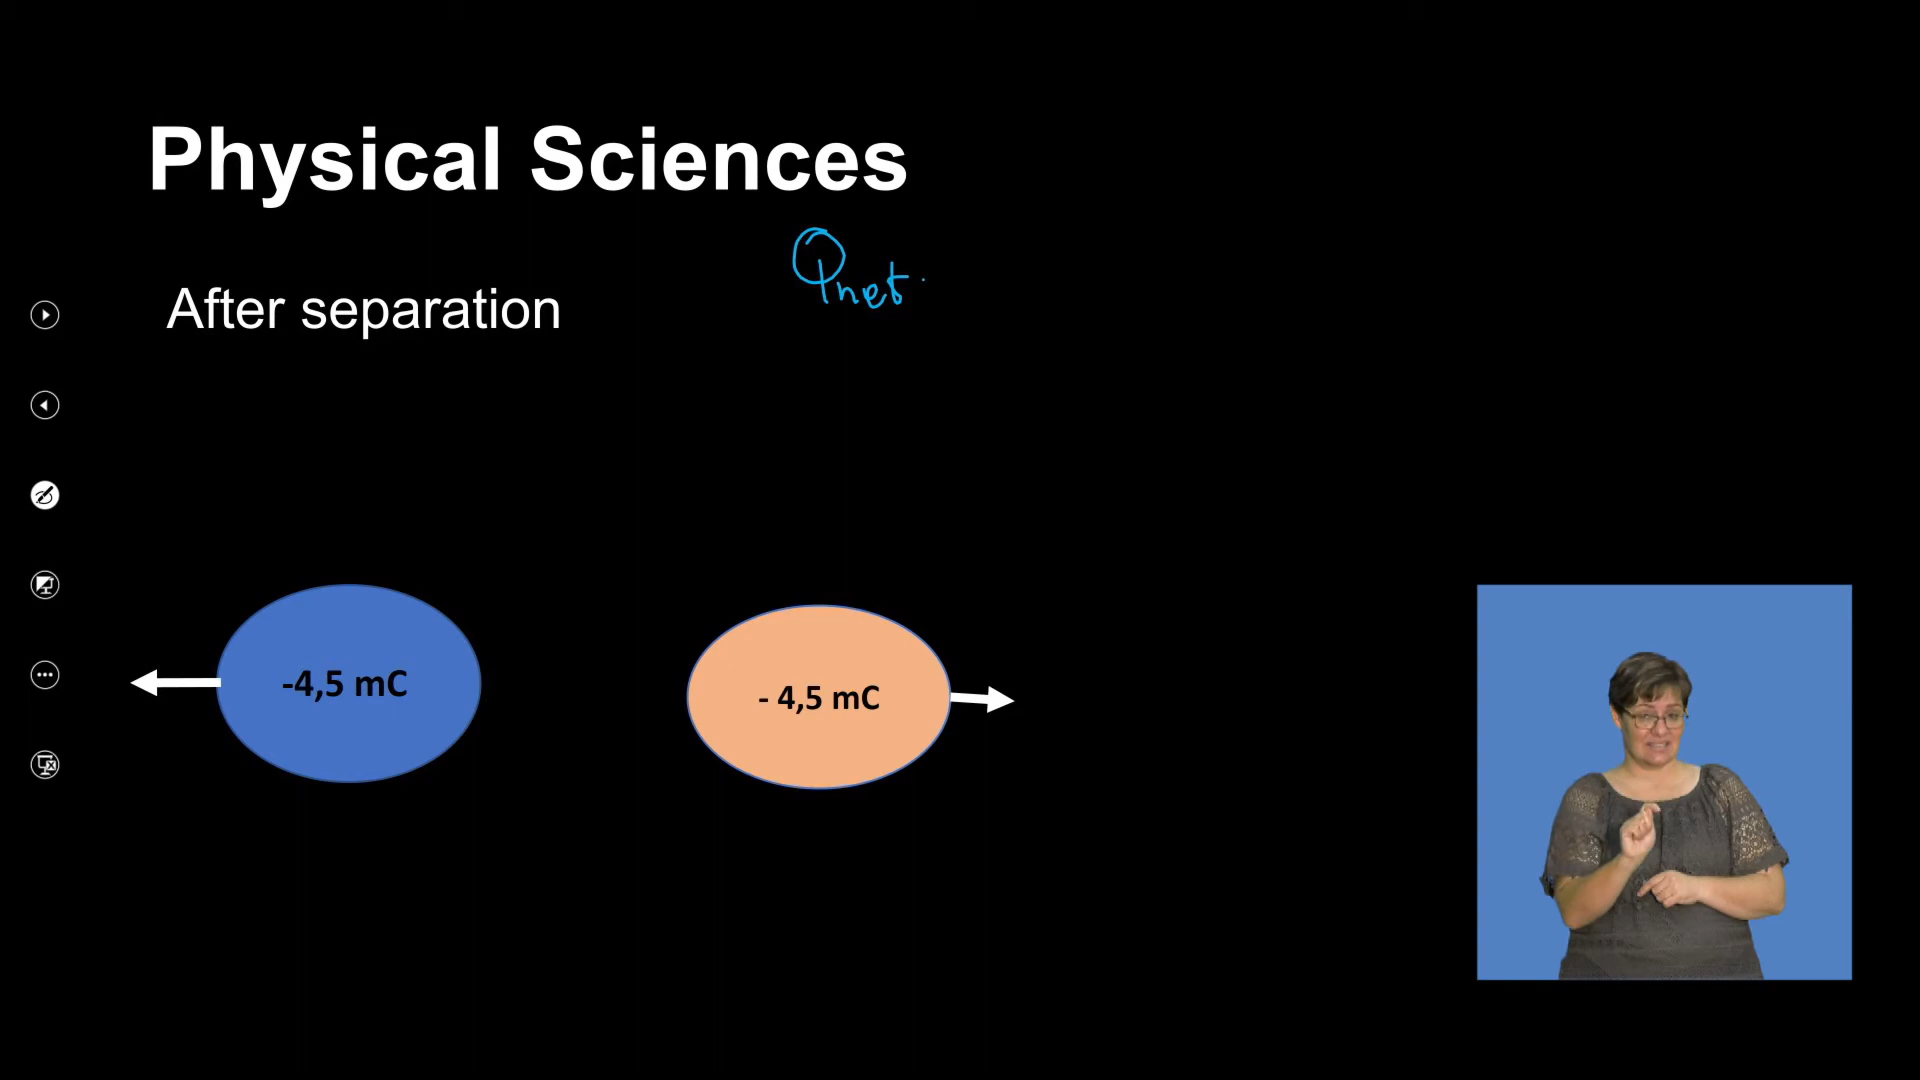 Physical Sciences
Qnet
After separation
-4,5 mC
- 4,5 mC